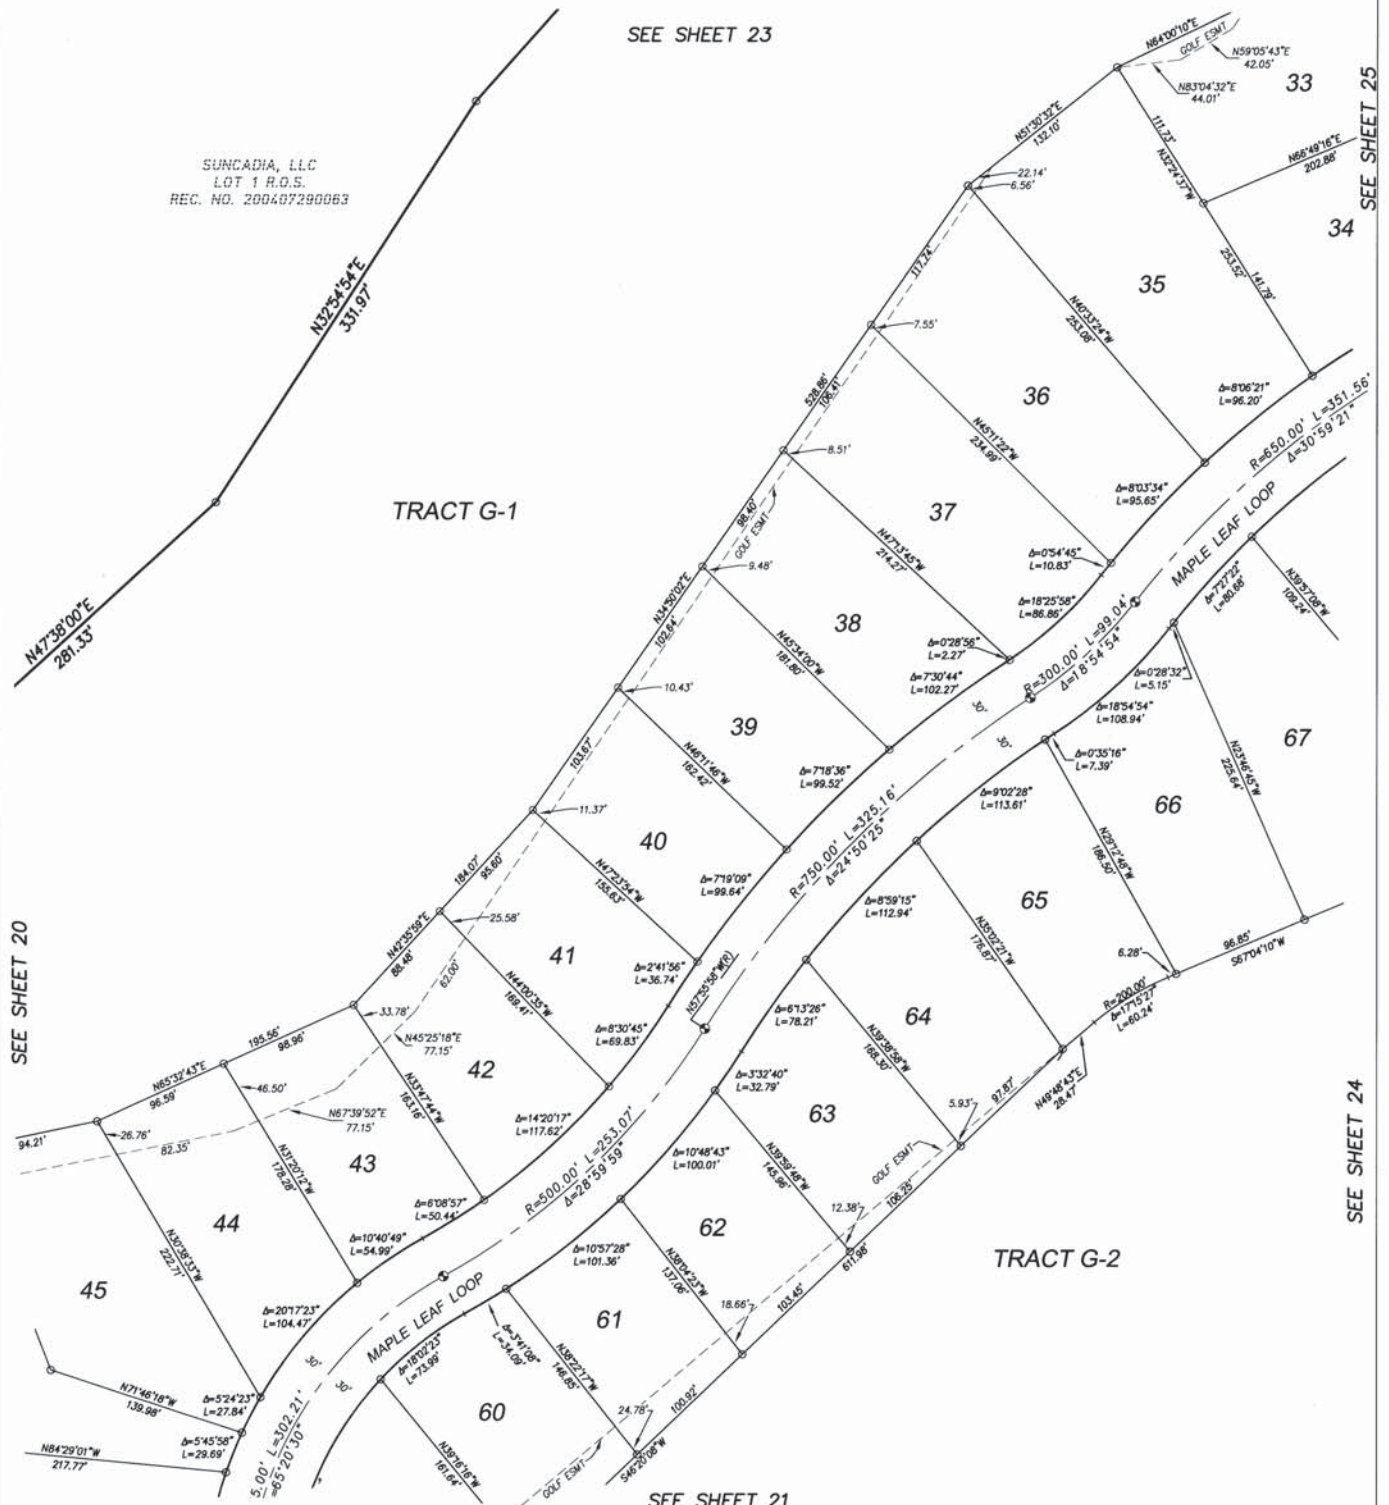 SEE SHEET 23
SEE SHEET 25
SEE SHEET 20
SEE SHEET 24
SEE SHEET 21
SUNCADIA, LLC
LOT 1 R.O.S.
REC. NO. 200407290063
N32°54'54"E
331.97'
N47°38'00"E
281.33'
TRACT G-1
TRACT G-2
N64°00'10"E
GOLF ESMT
N59°05'43"E
42.05'
N83°04'32"E
44.01'
33
111.73'
N32°24'37"W
253.52'
141.79'
N66°49'16"E
202.88'
34
N51°30'32"E
132.10'
22.14'
6.56'
35
117.74'
7.55'
N40°33'24"W
253.08'
Δ=8°06'21"
L=96.20'
R=650.00' L=351.56'
Δ=30°59'21"
36
528.86'
106.41'
8.51'
N45°11'22"W
234.99'
Δ=8°03'34"
L=95.65'
MAPLE LEAF LOOP
37
98.40'
GOLF ESMT
9.48'
N47°13'45"W
214.27'
Δ=0°54'45"
L=10.83'
Δ=18°25'58"
L=86.86'
Δ=7°27'22"
L=80.68'
N39°57'08"W
109.24'
N34°50'02"E
102.64'
38
N45°34'00"W
181.80'
Δ=0°28'56"
L=2.27'
Δ=7°30'44"
L=102.27'
R=300.00' L=99.04'
Δ=18°54'54"
Δ=0°28'32"
L=5.15'
Δ=18°54'54"
L=108.94'
10.43'
103.67'
39
N46°11'46"W
162.42'
30'
30'
Δ=0°35'16"
L=7.39'
N23°46'45"W
225.64'
67
Δ=7°18'36"
L=99.52'
Δ=9°02'28"
L=113.61'
66
11.37'
40
R=750.00' L=325.16'
Δ=24°50'25"
N29°12'48"W
186.50'
184.07'
95.60'
N47°23'54"W
155.63'
Δ=7°19'09"
L=99.64'
Δ=8°59'15"
L=112.94'
65
N42°35'59"E
88.48'
25.58'
62.00'
41
Δ=2°41'56"
L=36.74'
N57°55'58"W(R)
N35°02'21"W
176.87'
6.28'
96.85'
S67°04'10"W
33.78'
N44°00'35"W
169.41'
Δ=6°13'26"
L=78.21'
64
R=200.00'
Δ=17°15'27"
L=60.24'
195.56'
98.96'
N45°25'18"E
77.15'
42
Δ=8°30'45"
L=69.83'
N39°38'58"W
168.30'
N65°32'43"E
96.59'
46.50'
N33°47'44"W
163.16'
Δ=3°32'40"
L=32.79'
97.87'
N49°48'43"E
28.47'
94.21'
26.76'
82.35'
N67°39'52"E
77.15'
63
5.93'
Δ=14°20'17"
L=117.62'
R=500.00' L=253.07'
Δ=28°59'59"
Δ=10°48'43"
L=100.01'
N39°59'48"W
145.96'
GOLF ESMT
106.25'
N31°20'12"W
178.28'
43
Δ=6°08'57"
L=50.44'
12.38'
44
Δ=10°40'49"
L=54.99'
62
611.98'
N30°38'33"W
222.71'
Δ=10°57'28"
L=101.36'
N38°04'23"W
137.06'
45
Δ=20°17'23"
L=104.47'
MAPLE LEAF LOOP
18.66'
103.45'
61
Δ=3°41'08"
L=34.09'
Δ=18°02'23"
L=73.99'
30'
30'
N38°22'17"W
146.85'
N71°46'18"W
139.98'
Δ=5°24'23"
L=27.84'
60
24.78'
100.92'
N84°29'01"W
217.77'
Δ=5°45'58"
L=29.69'
5.00' L=302.21'
=65°20'30"
N39°16'16"W
161.64'
GOLF ESMT
S46°20'08"W